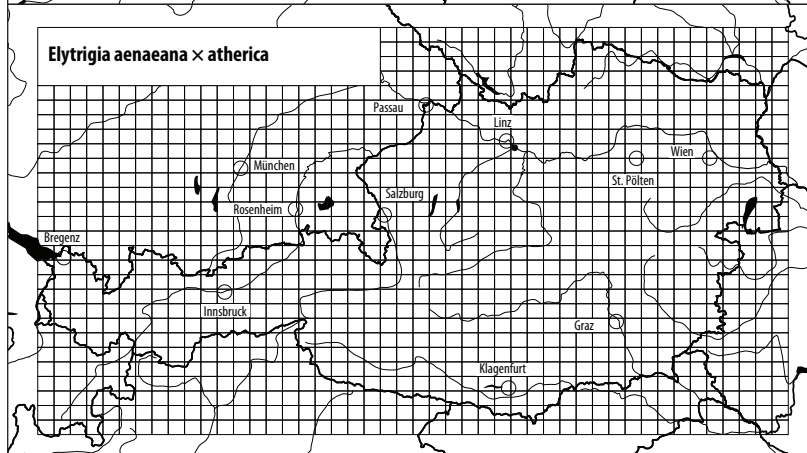 Elytrigia aenaeana × atherica
Passau
Linz
Wien
St. Pölten
München
Salzburg
Rosenheim
Bregenz
Innsbruck
Graz
Klagenfurt